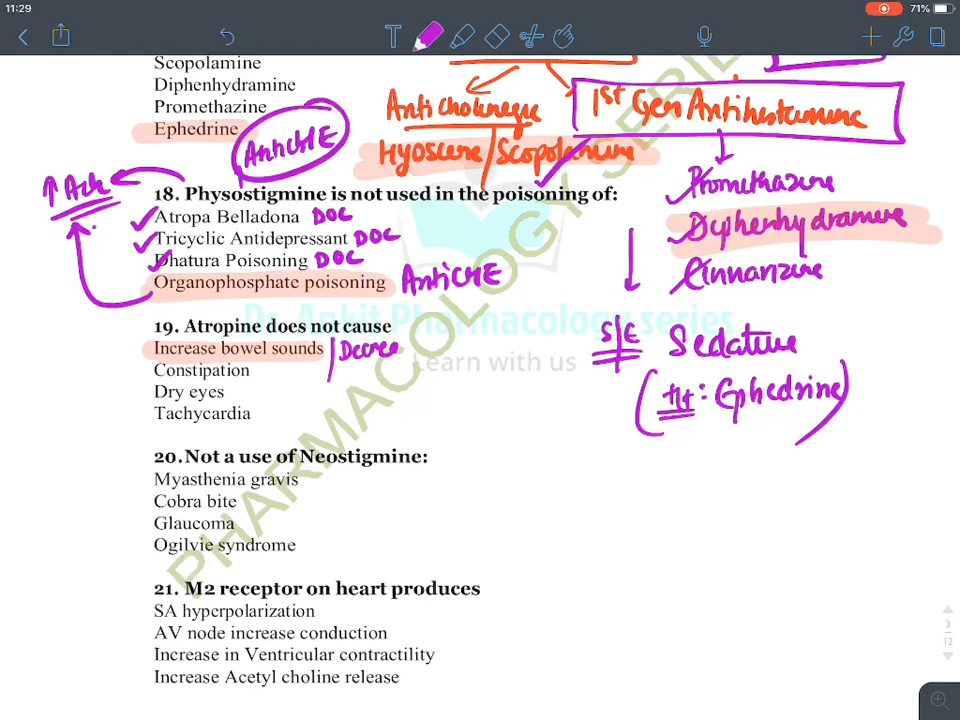 11:29
71%
T
Scopolamine
Diphenhydramine
Promethazine
Ephedrine
AntiChE
Anticholinergic
1st Gen Antihistamine
Hyoscine/Scopolamine
↑ Ach
18. Physostigmine is not used in the poisoning of:
Atropa Belladona DOC
Tricyclic Antidepressant DOC
Dhatura Poisoning DOC
Organophosphate poisoning AntiChE
Promethazine
Diphenhydramine
Cinnarizine
S/E Sedative
: Ephedrine
Dr Ankit Pharmacology series
Learn with us
PHARMACOLOGY SERIES
19. Atropine does not cause
Increase bowel sounds
Constipation
Dry eyes
Tachycardia
20. Not a use of Neostigmine:
Myasthenia gravis
Cobra bite
Glaucoma
Ogilvie syndrome
21. M2 receptor on heart produces
SA hyperpolarization
AV node increase conduction
Increase in Ventricular contractility
Increase Acetyl choline release
3
12